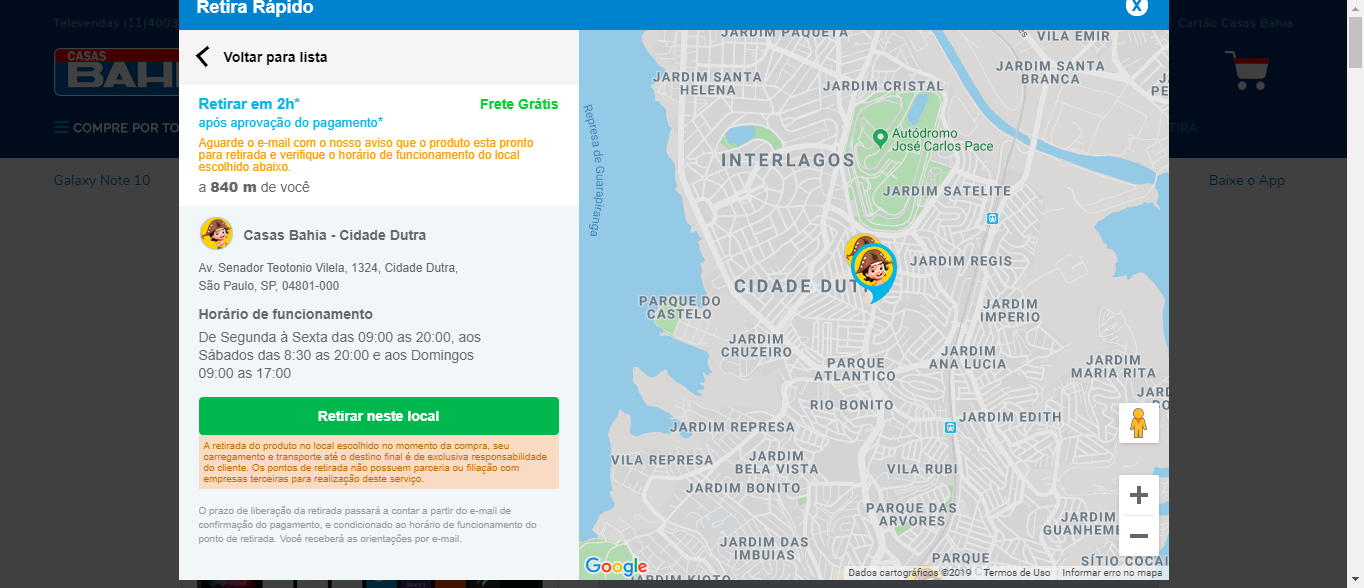 Retira Rápido
X
Televendas (11)4003
Cartão Casas Bahia
CASAS
BAHI
COMPRE POR TO
TIRA
Galaxy Note 10
Baixe o App
Voltar para lista
Retirar em 2h*
Frete Grátis
após aprovação do pagamento*
Aguarde o e-mail com o nosso aviso que o produto esta pronto
para retirada e verifique o horário de funcionamento do local
escolhido abaixo.
a 840 m de você
Casas Bahia - Cidade Dutra
Av. Senador Teotonio Vilela, 1324, Cidade Dutra,
São Paulo, SP, 04801-000
Horário de funcionamento
De Segunda à Sexta das 09:00 as 20:00, aos
Sábados das 8:30 as 20:00 e aos Domingos
09:00 as 17:00
Retirar neste local
A retirada do produto no local escolhido no momento da compra, seu
carregamento e transporte até o destino final é de exclusiva responsabilidade
do cliente. Os pontos de retirada não possuem parceria ou filiação com
empresas terceiras para realização deste serviço.
O prazo de liberação da retirada passará a contar a partir do e-mail de
confirmação do pagamento, e condicionado ao horário de funcionamento do
ponto de retirada. Você receberá as orientações por e-mail.
JARDIM PAQUETA
VILA EMIR
JARDIM SANTA
HELENA
JARDIM SANTA
BRANCA
JARDIM CRISTAL
Represa de Guarapiranga
Autódromo
José Carlos Pace
INTERLAGOS
JARDIM SATELITE
JARDIM REGIS
CIDADE DUT
PARQUE DO
CASTELO
JARDIM
IMPERIO
JARDIM
CRUZEIRO
JARDIM
ANA LUCIA
PARQUE
ATLANTICO
JARDIM
MARIA RITA
RIO BONITO
JARDIM EDITH
JARDIM REPRESA
VILA REPRESA
JARDIM
BELA VISTA
VILA RUBI
JARDIM BONITO
PARQUE DAS
ARVORES
JARDIM
GUANHEM
JARDIM DAS
IMBUIAS
PARQUE
SÍTIO COCAI
JARDIM KIOTO
Google
Dados cartográficos ©2019
Termos de Uso
Informar erro no mapa